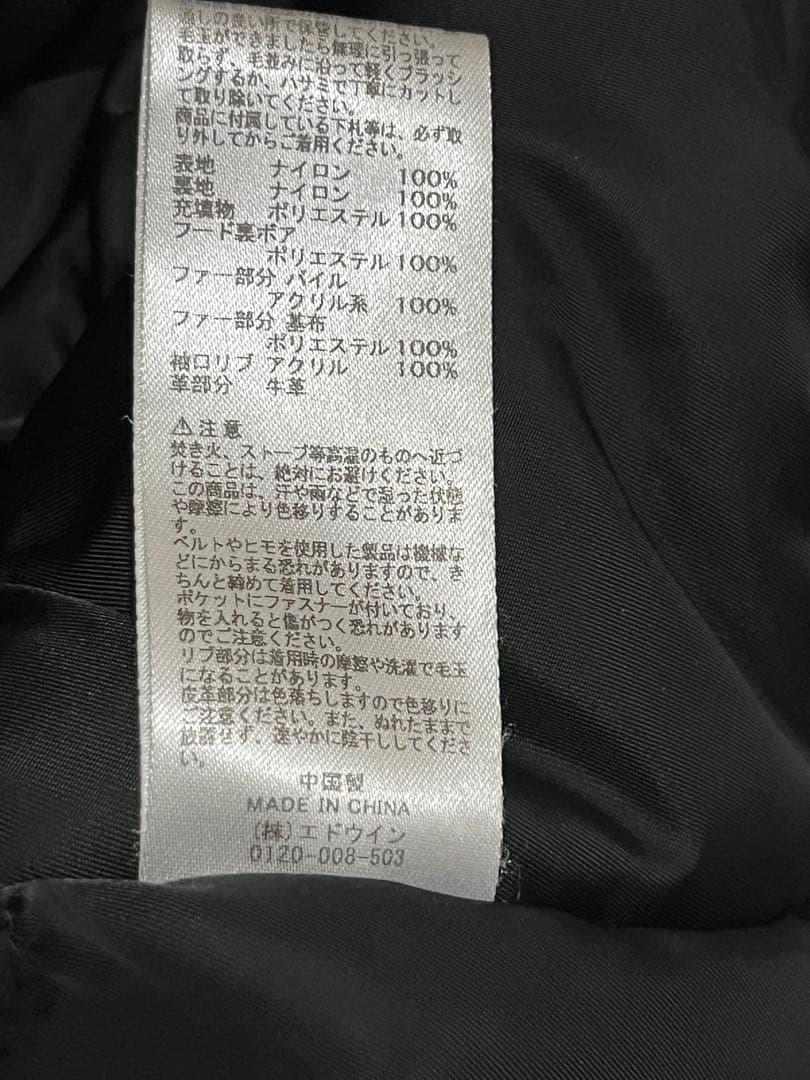 通しの良い所で保管してください。
毛玉ができましたら無理に引っ張って
取らず、毛並みに沿って軽くブラッシ
ングするか、ハサミで丁寧にカットし
て取り除いてください。
商品に付属している下札等は、必ず取
り外してからご着用ください。
表地 ナイロン 100%
裏地 ナイロン 100%
充填物 ポリエステル 100%
フード裏ボア
ポリエステル 100%
ファー部分 パイル
アクリル系 100%
ファー部分 基布
ポリエステル 100%
袖口リブ アクリル 100%
革部分 牛革
⚠注意
焚き火、ストーブ等高温のものへ近づ
けることは、絶対にお避けください。
この商品は、汗や雨などで湿った状態
や摩擦により色移りすることがありま
す。
ベルトやヒモを使用した製品は機械な
どにからまる恐れがありますので、き
ちんと締めて着用してください。
ポケットにファスナーが付いており、
物を入れると傷がつく恐れがあります
のでご注意ください。
リブ部分は着用時の摩擦や洗濯で毛玉
になることがあります。
皮革部分は色落ちしますので色移りに
ご注意ください。また、ぬれたままで
放置せず、速やかに陰干ししてくださ
い。
中国製
MADE IN CHINA
(株)エドウイン
0120-008-503